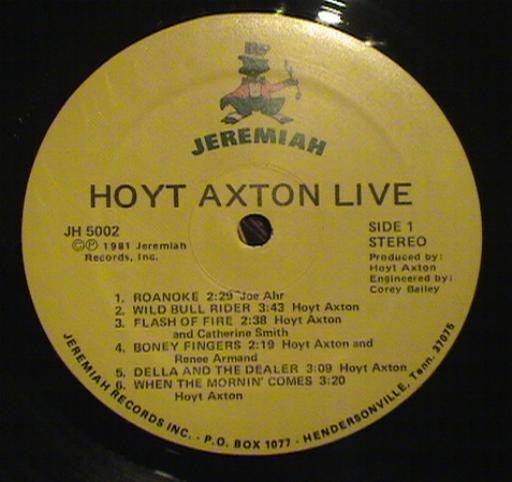 JEREMIAH
HOYT AXTON LIVE
JH 5002
©℗ 1981 Jeremiah
Records, Inc.
SIDE 1
STEREO
Produced by:
Hoyt Axton
Engineered by:
Corey Bailey
1. ROANOKE 2:29 Joe Ahr
2. WILD BULL RIDER 3:43 Hoyt Axton
3. FLASH OF FIRE 2:38 Hoyt Axton
and Catherine Smith
4. BONEY FINGERS 2:19 Hoyt Axton and
Renee Armand
5. DELLA AND THE DEALER 3:09 Hoyt Axton
6. WHEN THE MORNIN' COMES 3:20
Hoyt Axton
JEREMIAH RECORDS INC. - P.O. BOX 1077 - HENDERSONVILLE, Tenn. 37075